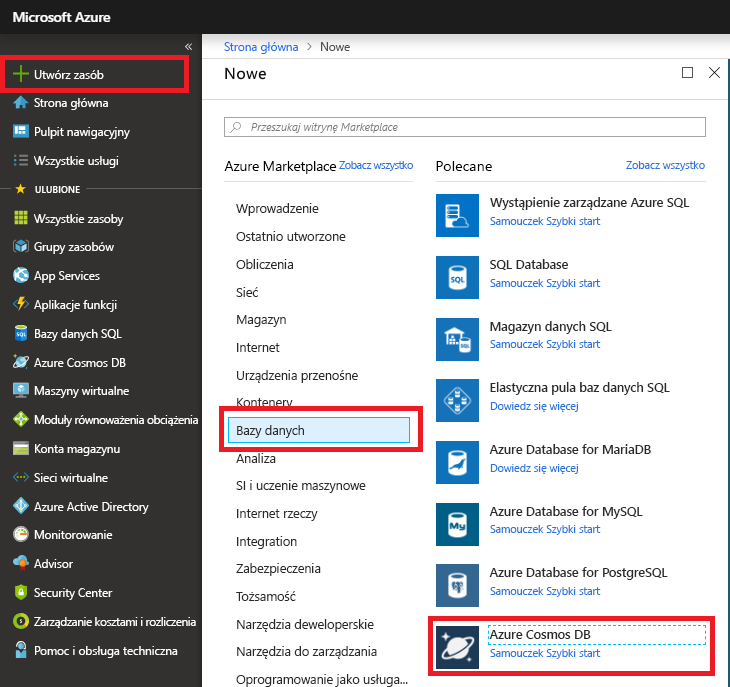 Microsoft Azure
«
Utwórz zasób
Strona główna
Pulpit nawigacyjny
Wszystkie usługi
ULUBIONE
Wszystkie zasoby
Grupy zasobów
App Services
Aplikacje funkcji
Bazy danych SQL
Azure Cosmos DB
Maszyny wirtualne
Moduły równoważenia obciążenia
Konta magazynu
Sieci wirtualne
Azure Active Directory
Monitorowanie
Advisor
Security Center
Zarządzanie kosztami i rozliczenia
Pomoc i obsługa techniczna
Strona główna > Nowe
Nowe
Przeszukaj witrynę Marketplace
Azure Marketplace Zobacz wszystko
Wprowadzenie
Ostatnio utworzone
Obliczenia
Sieć
Magazyn
Internet
Urządzenia przenośne
Kontenery
Bazy danych
Analiza
SI i uczenie maszynowe
Internet rzeczy
Integration
Zabezpieczenia
Tożsamość
Narzędzia deweloperskie
Narzędzia do zarządzania
Oprogramowanie jako usługa...
Polecane Zobacz wszystko
Wystąpienie zarządzane Azure SQL
Samouczek Szybki start
SQL Database
Samouczek Szybki start
Magazyn danych SQL
Samouczek Szybki start
Elastyczna pula baz danych SQL
Dowiedz się więcej
Azure Database for MariaDB
Dowiedz się więcej
Azure Database for MySQL
Samouczek Szybki start
Azure Database for PostgreSQL
Samouczek Szybki start
Azure Cosmos DB
Samouczek Szybki start